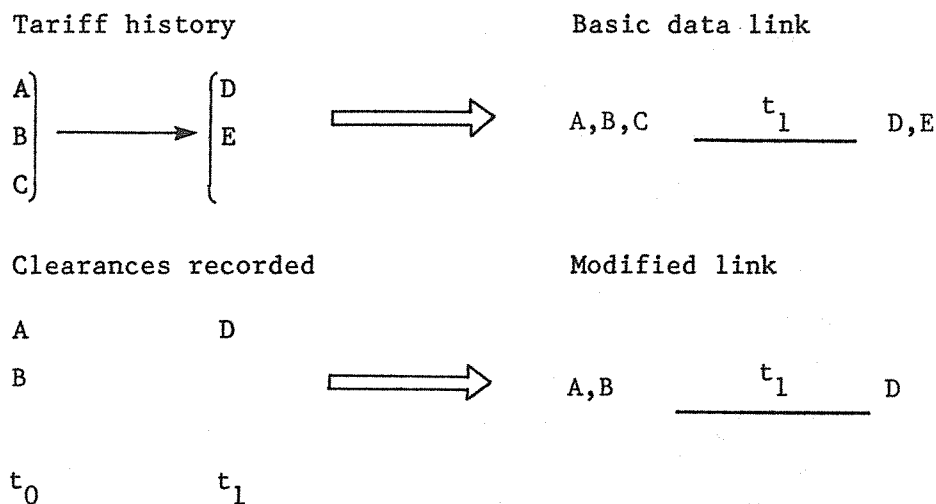 Tariff history
Basic data link
A
B
C
D
E
A,B,C
t1
D,E
Clearances recorded
Modified link
A
D
B
A,B
t1
D
t0
t1